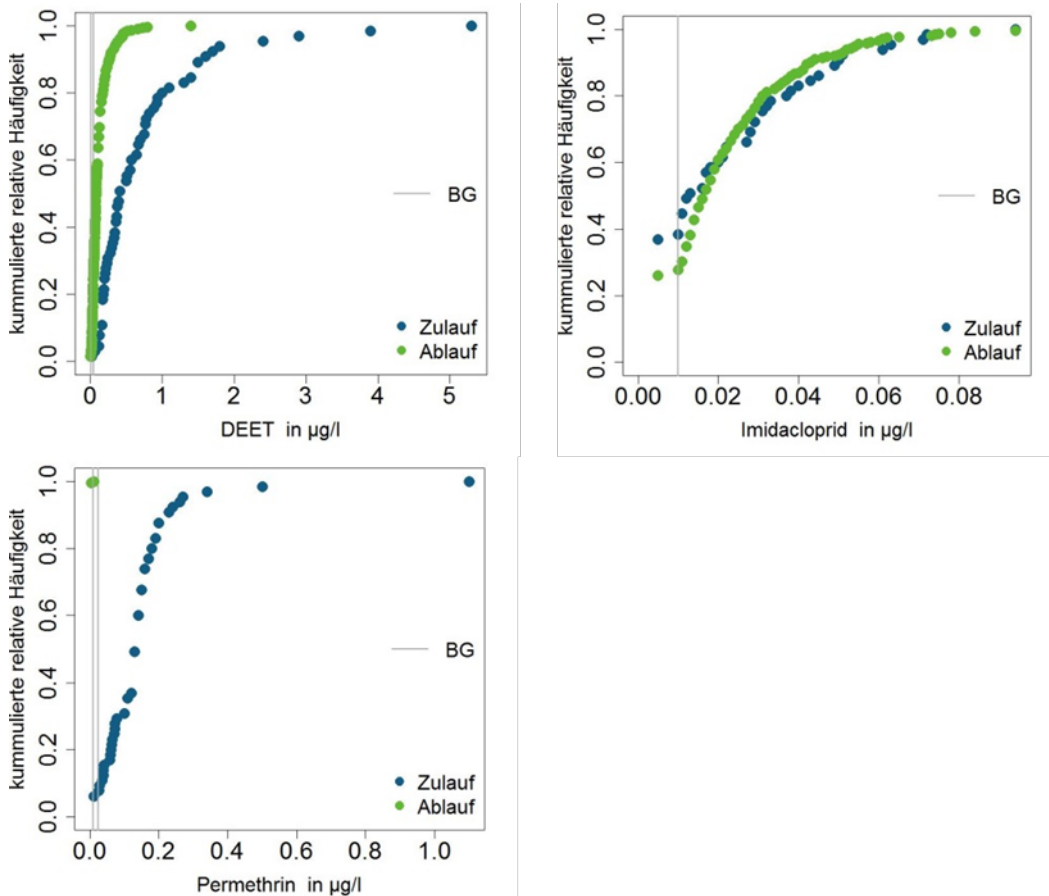 kummulierte relative Häufigkeit
1.0
0.8
0.6
0.4
0.2
0.0
BG
Zulauf
Ablauf
0 1 2 3 4 5
DEET in µg/l
kummulierte relative Häufigkeit
1.0
0.8
0.6
0.4
0.2
0.0
BG
Zulauf
Ablauf
0.00 0.02 0.04 0.06 0.08
Imidacloprid in µg/l
kummulierte relative Häufigkeit
1.0
0.8
0.6
0.4
0.2
0.0
BG
Zulauf
Ablauf
0.0 0.2 0.4 0.6 0.8 1.0
Permethrin in µg/l